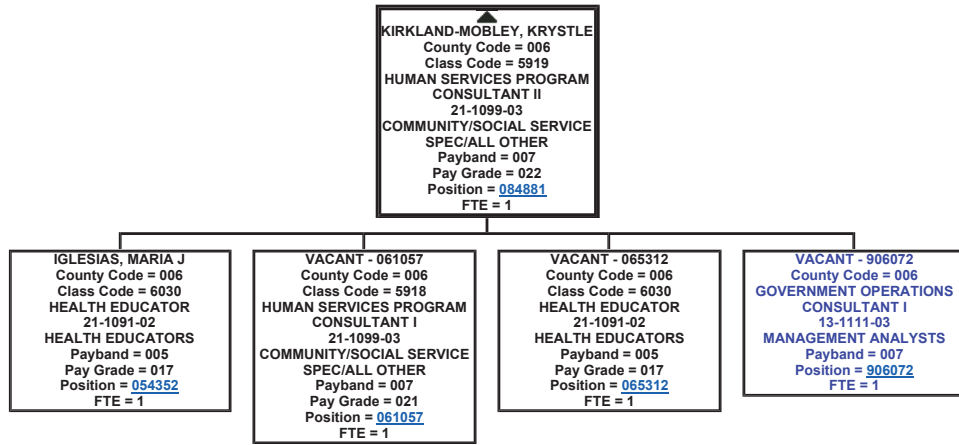 KIRKLAND-MOBLEY, KRYSTLE
County Code = 006
Class Code = 5919
HUMAN SERVICES PROGRAM
CONSULTANT II
21-1099-03
COMMUNITY/SOCIAL SERVICE
SPEC/ALL OTHER
Payband = 007
Pay Grade = 022
Position = 084881
FTE = 1
IGLESIAS, MARIA J
County Code = 006
Class Code = 6030
HEALTH EDUCATOR
21-1091-02
HEALTH EDUCATORS
Payband = 005
Pay Grade = 017
Position = 054352
FTE = 1
VACANT - 061057
County Code = 006
Class Code = 5918
HUMAN SERVICES PROGRAM
CONSULTANT I
21-1099-03
COMMUNITY/SOCIAL SERVICE
SPEC/ALL OTHER
Payband = 007
Pay Grade = 021
Position = 061057
FTE = 1
VACANT - 065312
County Code = 006
Class Code = 6030
HEALTH EDUCATOR
21-1091-02
HEALTH EDUCATORS
Payband = 005
Pay Grade = 017
Position = 065312
FTE = 1
VACANT - 906072
County Code = 006
GOVERNMENT OPERATIONS
CONSULTANT I
13-1111-03
MANAGEMENT ANALYSTS
Payband = 007
Position = 906072
FTE = 1